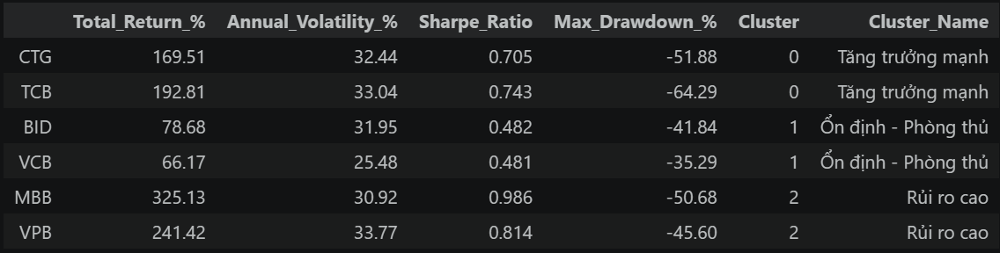 Total_Return_% Annual_Volatility_% Sharpe_Ratio Max_Drawdown_% Cluster Cluster_Name
CTG 169.51 32.44 0.705 -51.88 0 Tăng trưởng mạnh
TCB 192.81 33.04 0.743 -64.29 0 Tăng trưởng mạnh
BID 78.68 31.95 0.482 -41.84 1 Ổn định - Phòng thủ
VCB 66.17 25.48 0.481 -35.29 1 Ổn định - Phòng thủ
MBB 325.13 30.92 0.986 -50.68 2 Rủi ro cao
VPB 241.42 33.77 0.814 -45.60 2 Rủi ro cao